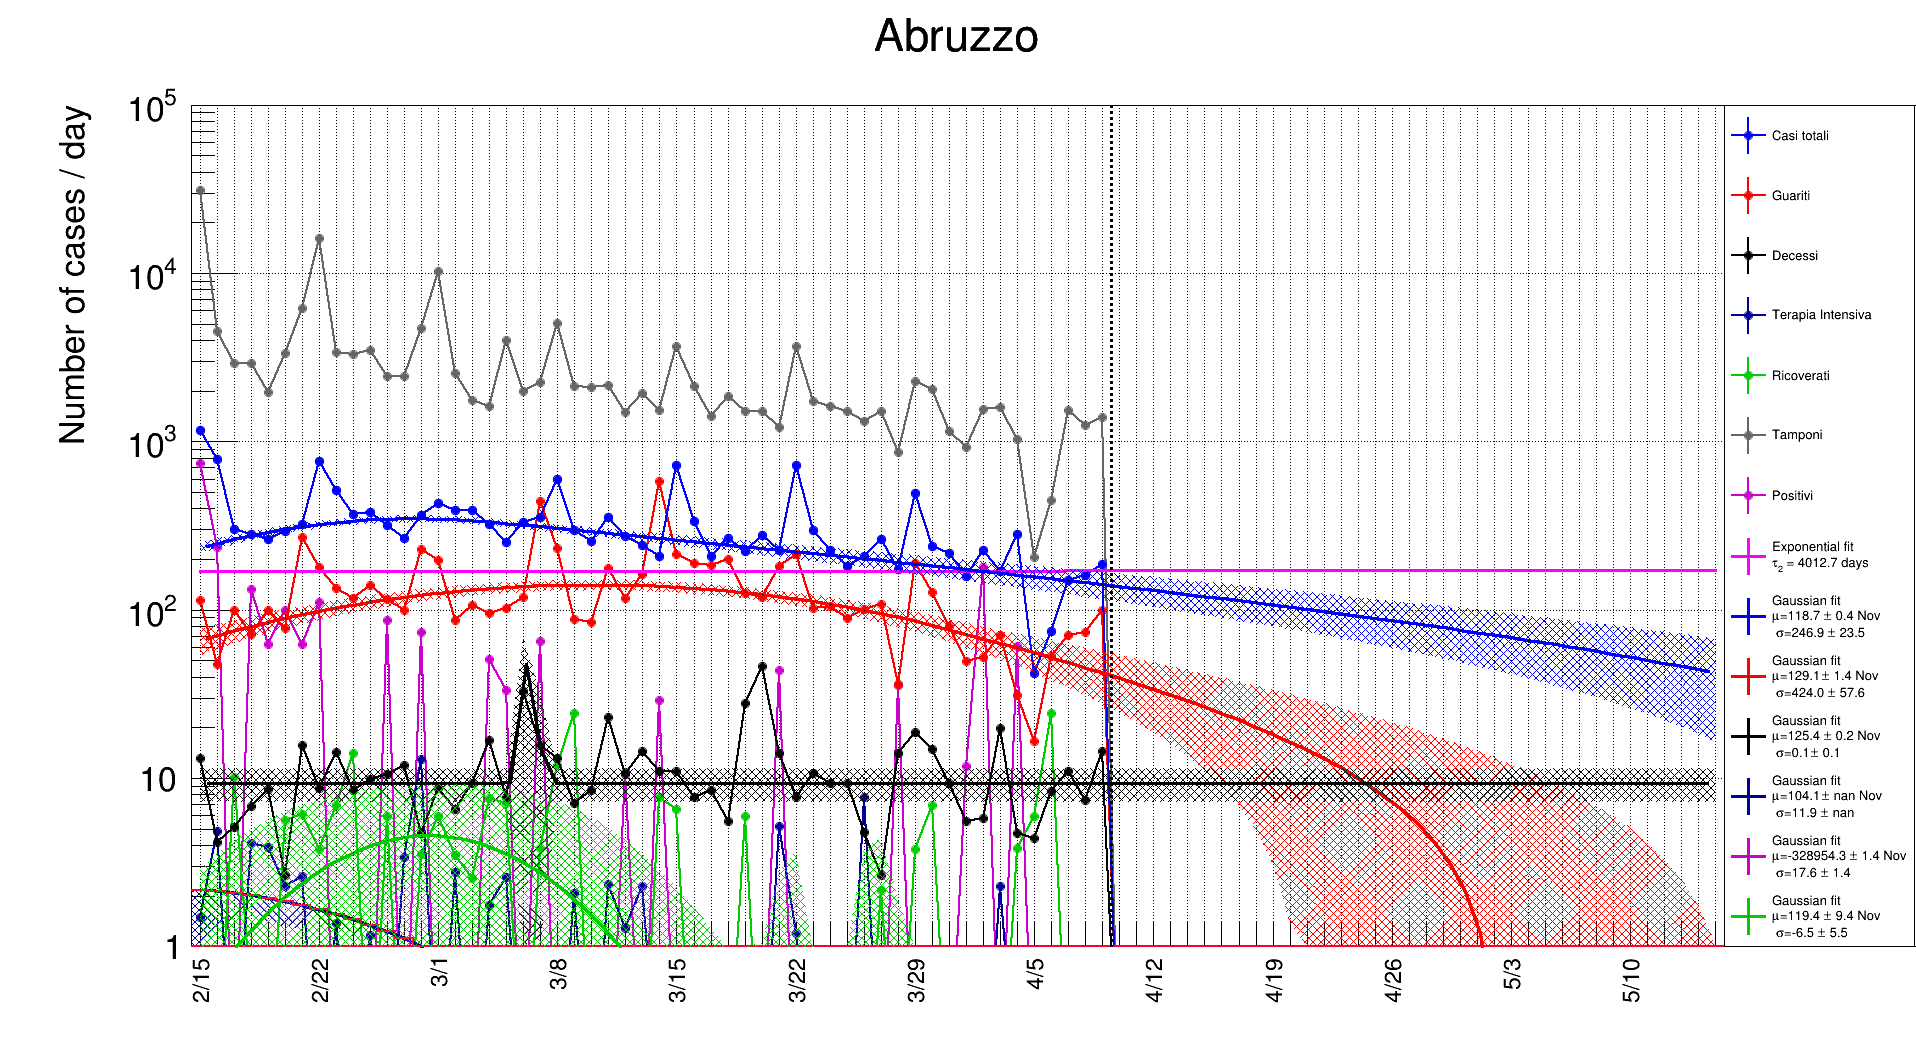 Abruzzo
Number of cases / day
10^5
10^4
10^3
10^2
10
1
2/15
2/22
3/1
3/8
3/15
3/22
3/29
4/5
4/12
4/19
4/26
5/3
5/10
Casi totali
Guariti
Decessi
Terapia Intensiva
Ricoverati
Tamponi
Positivi
Exponential fit
τ₂ = 4012.7 days
Gaussian fit
μ=118.7 ± 0.4 Nov
σ=246.9 ± 23.5
Gaussian fit
μ=129.1 ± 1.4 Nov
σ=424.0 ± 57.6
Gaussian fit
μ=125.4 ± 0.2 Nov
σ=0.1 ± 0.1
Gaussian fit
μ=104.1 ± nan Nov
σ=11.9 ± nan
Gaussian fit
μ=-328954.3 ± 1.4 Nov
σ=17.6 ± 1.4
Gaussian fit
μ=119.4 ± 9.4 Nov
σ=-6.5 ± 5.5